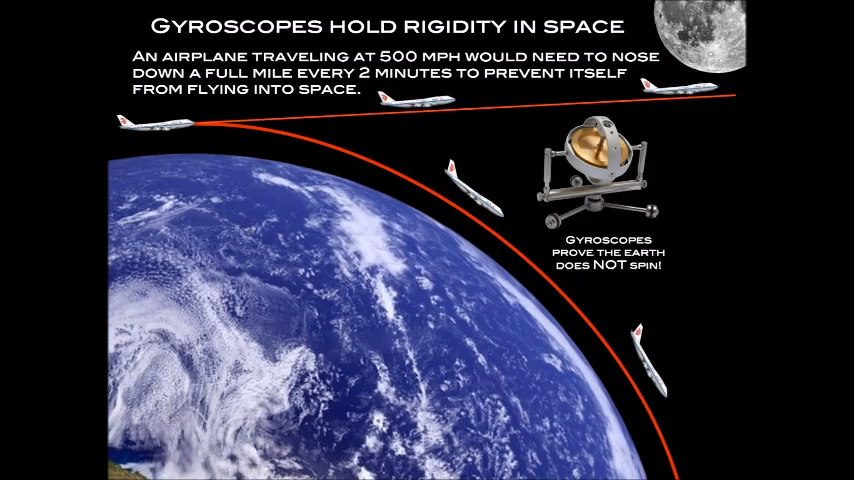 Gyroscopes hold rigidity in space
An airplane traveling at 500 mph would need to nose
down a full mile every 2 minutes to prevent itself
from flying into space.
Gyroscopes
prove the earth
does NOT spin!